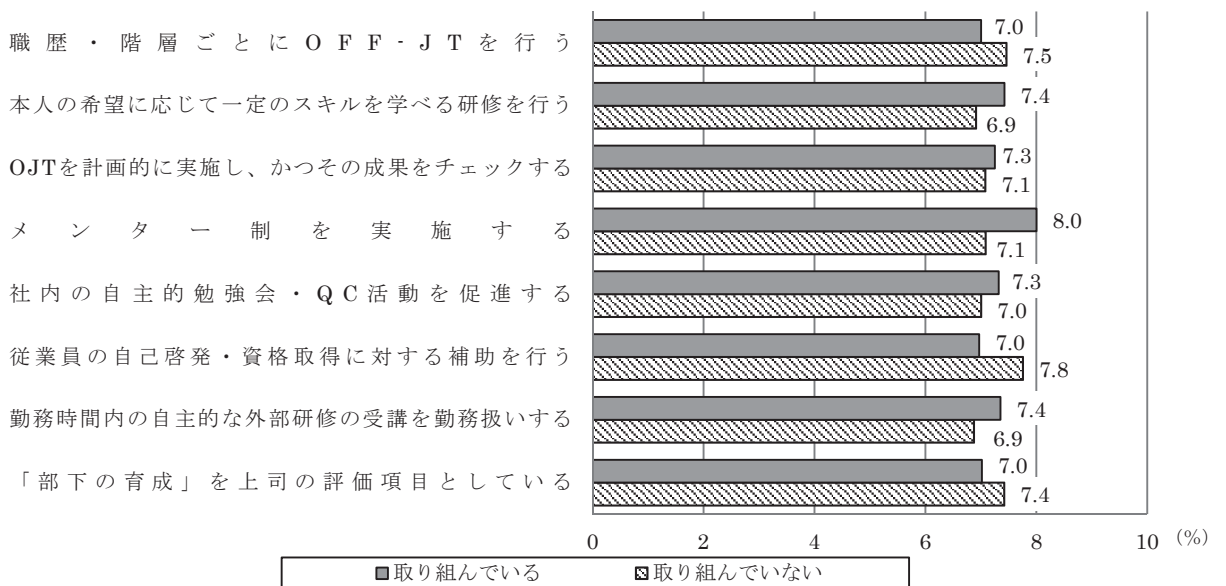 職歴・階層ごとにOFF-JTを行う
7.0
7.5
本人の希望に応じて一定のスキルを学べる研修を行う
7.4
6.9
OJTを計画的に実施し、かつその成果をチェックする
7.3
7.1
メンター制を実施する
8.0
7.1
社内の自主的勉強会・QC活動を促進する
7.3
7.0
従業員の自己啓発・資格取得に対する補助を行う
7.0
7.8
勤務時間内の自主的な外部研修の受講を勤務扱いする
7.4
6.9
「部下の育成」を上司の評価項目としている
7.0
7.4
0 2 4 6 8 10 (%)
取り組んでいる 取り組んでいない